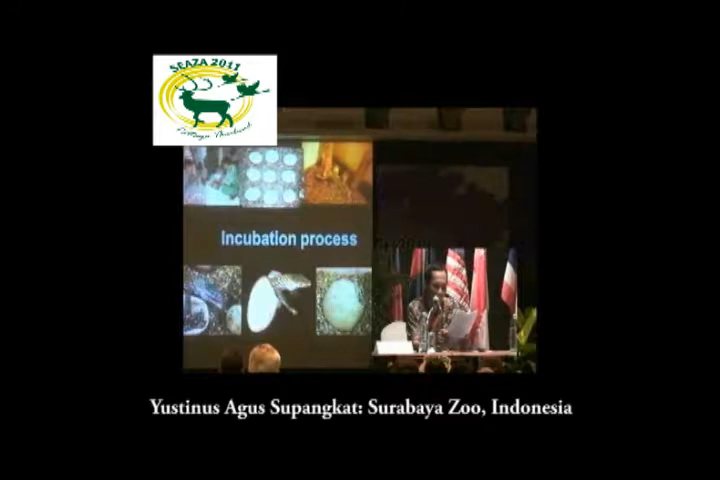 SEAZA 2011
Incubation process
Yustinus Agus Supangkat: Surabaya Zoo, Indonesia